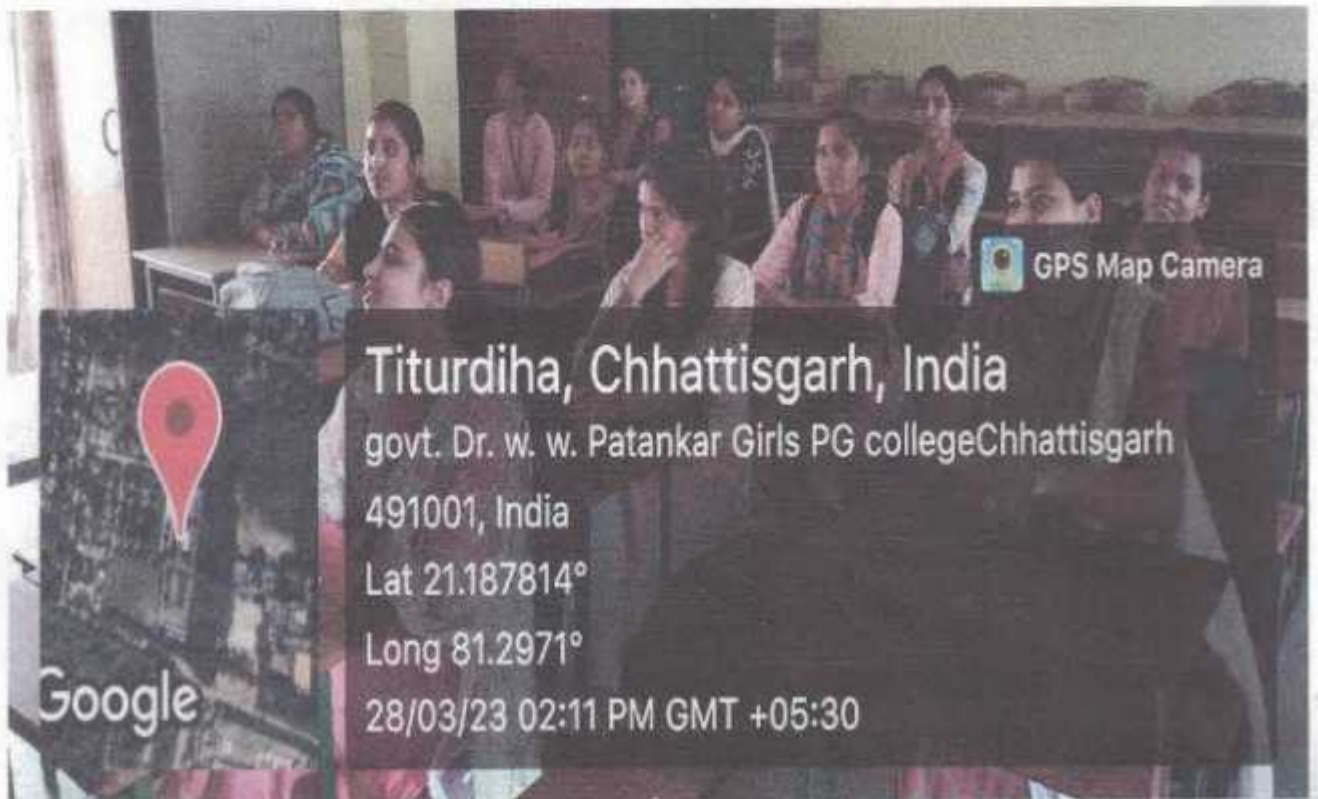 GPS Map Camera
Titurdiha, Chhattisgarh, India
govt. Dr. w. w. Patankar Girls PG collegeChhattisgarh
491001, India
Lat 21.187814°
Long 81.2971°
28/03/23 02:11 PM GMT +05:30
Google